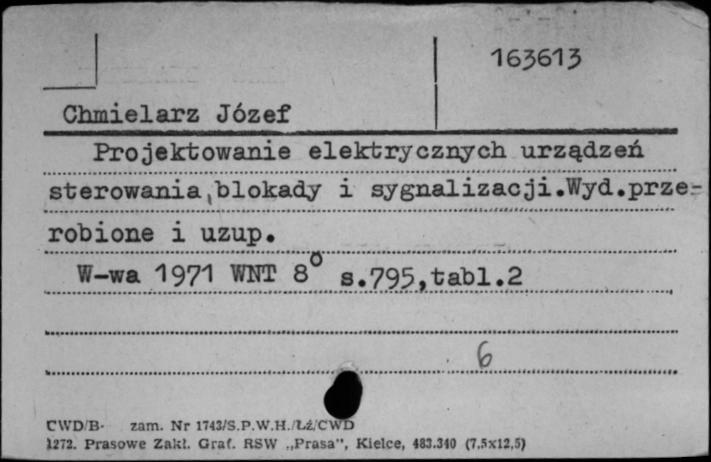 163613
Chmielarz Józef
Projektowanie elektrycznych urządzeń
sterowania,blokady i sygnalizacji.Wyd.prze-
robione i uzup.
W-wa 1971 WNT 8° s.795,tabl.2
6
CWD/B- zam. Nr 1743/S.P.W.H./Łź/CWD
1272. Prasowe Zakł. Graf. RSW „Prasa", Kielce, 483.340 (7,5x12,5)